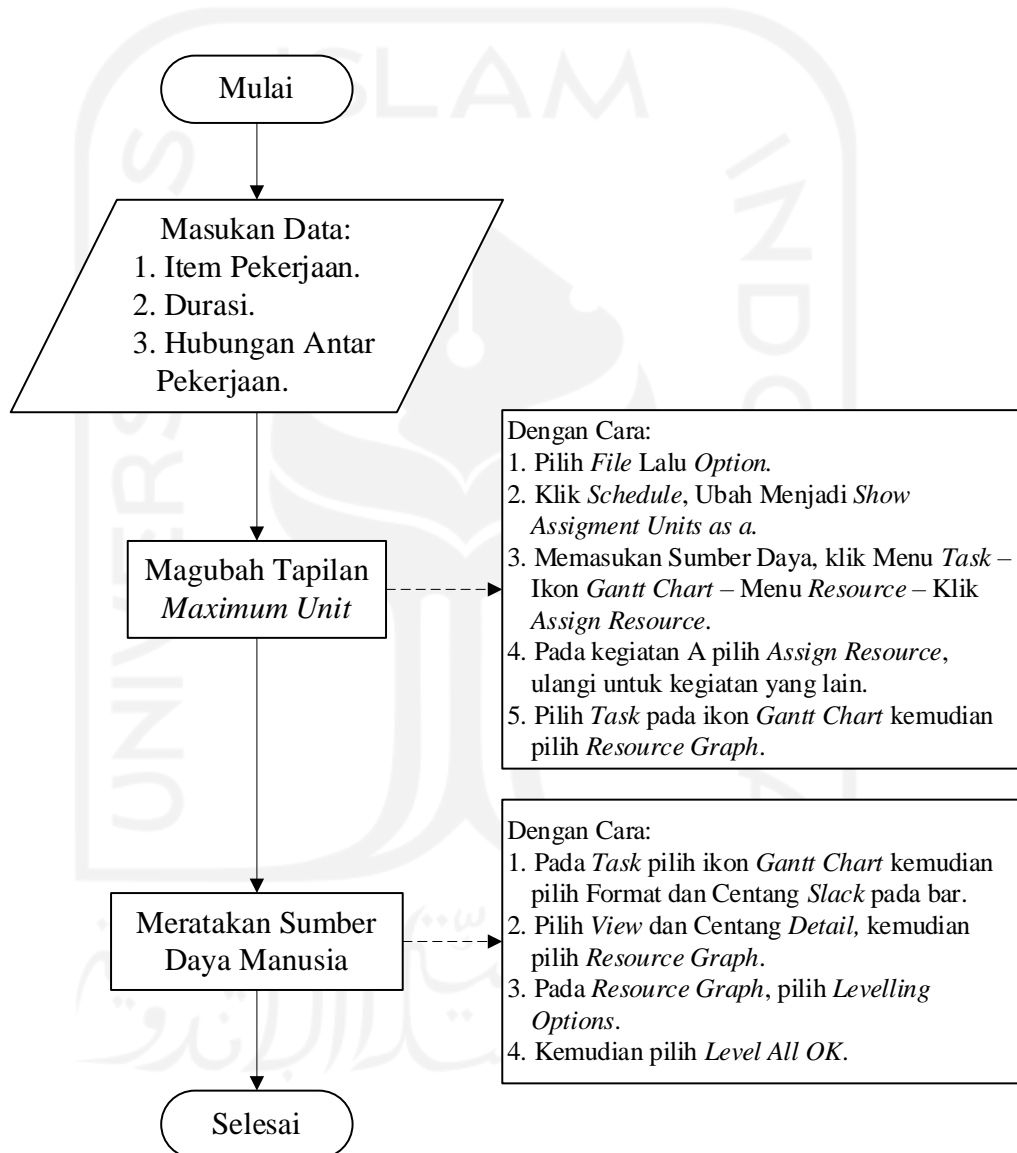 Mulai
Masukan Data:
1. Item Pekerjaan.
2. Durasi.
3. Hubungan Antar
Pekerjaan.
Magubah Tapilan
Maximum Unit
Dengan Cara:
1. Pilih File Lalu Option.
2. Klik Schedule, Ubah Menjadi Show
Assigment Units as a.
3. Memasukan Sumber Daya, klik Menu Task –
Ikon Gantt Chart – Menu Resource – Klik
Assign Resource.
4. Pada kegiatan A pilih Assign Resource,
ulangi untuk kegiatan yang lain.
5. Pilih Task pada ikon Gantt Chart kemudian
pilih Resource Graph.
Meratakan Sumber
Daya Manusia
Dengan Cara:
1. Pada Task pilih ikon Gantt Chart kemudian
pilih Format dan Centang Slack pada bar.
2. Pilih View dan Centang Detail, kemudian
pilih Resource Graph.
3. Pada Resource Graph, pilih Levelling
Options.
4. Kemudian pilih Level All OK.
Selesai
UNIVERS
ISLAM